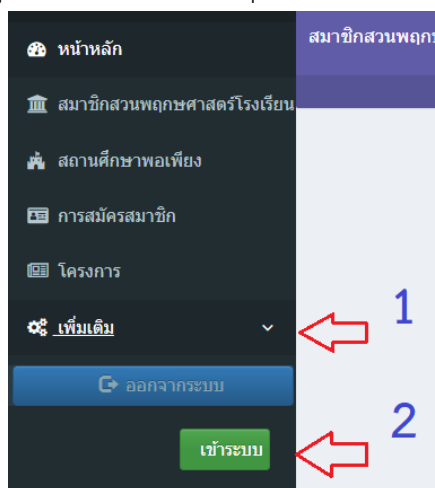 สมาชิกสวนพฤกษ
หน้าหลัก
สมาชิกสวนพฤกษศาสตร์โรงเรียน
สถานศึกษาพอเพียง
การสมัครสมาชิก
โครงการ
เพิ่มเติม
1
ออกจากระบบ
เข้าระบบ
2